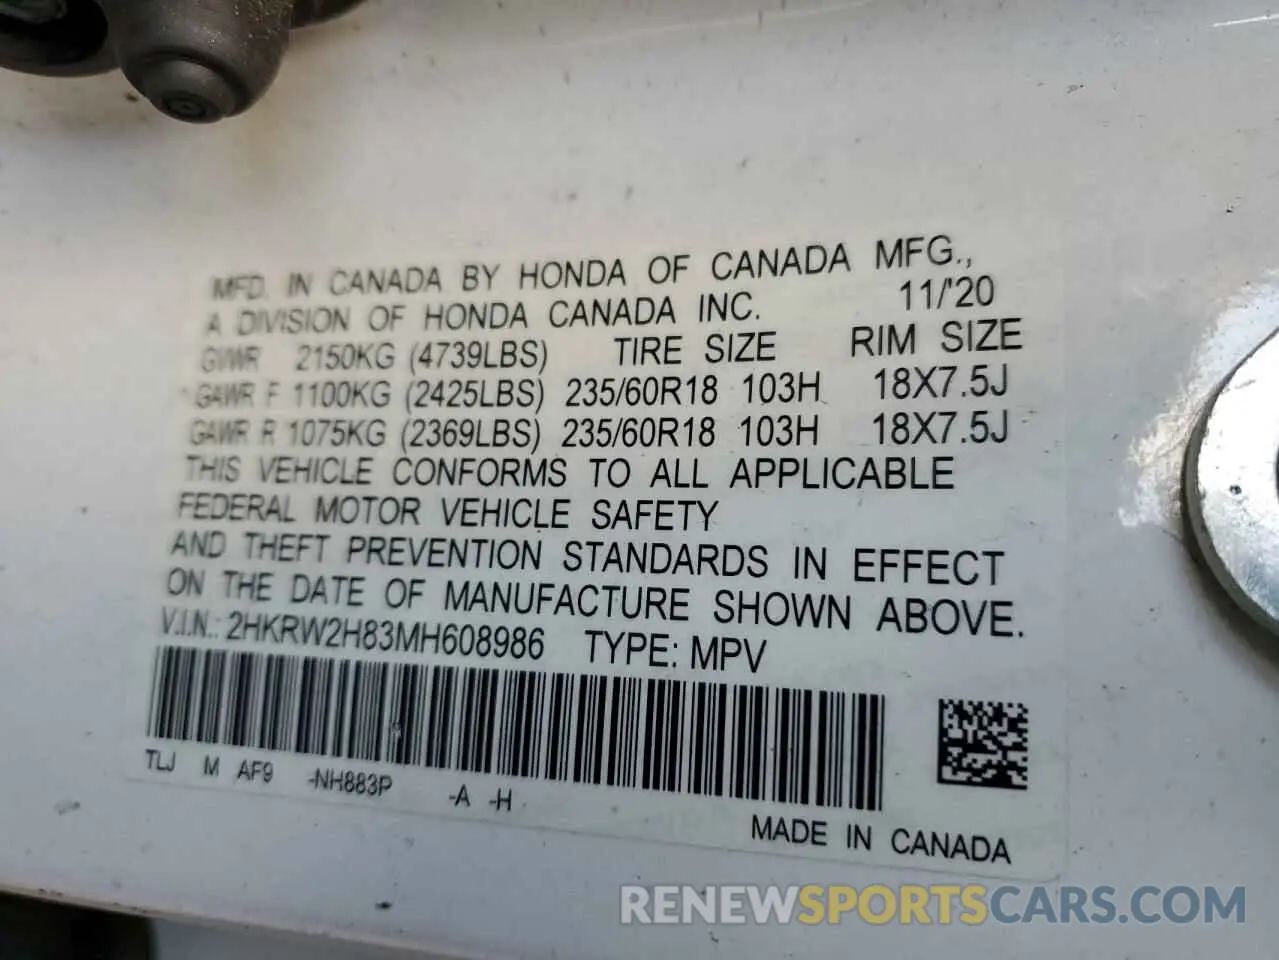 MFD. IN CANADA BY HONDA OF CANADA MFG.,
A DIVISION OF HONDA CANADA INC. 11/'20
GVWR 2150KG (4739LBS) TIRE SIZE RIM SIZE
GAWR F 1100KG (2425LBS) 235/60R18 103H 18X7.5J
GAWR R 1075KG (2369LBS) 235/60R18 103H 18X7.5J
THIS VEHICLE CONFORMS TO ALL APPLICABLE
FEDERAL MOTOR VEHICLE SAFETY
AND THEFT PREVENTION STANDARDS IN EFFECT
ON THE DATE OF MANUFACTURE SHOWN ABOVE.
V.I.N.: 2HKRW2H83MH608986 TYPE: MPV
TLJ M AF9 -NH883P -A -H
MADE IN CANADA
RENEWSPORTSCARS.COM